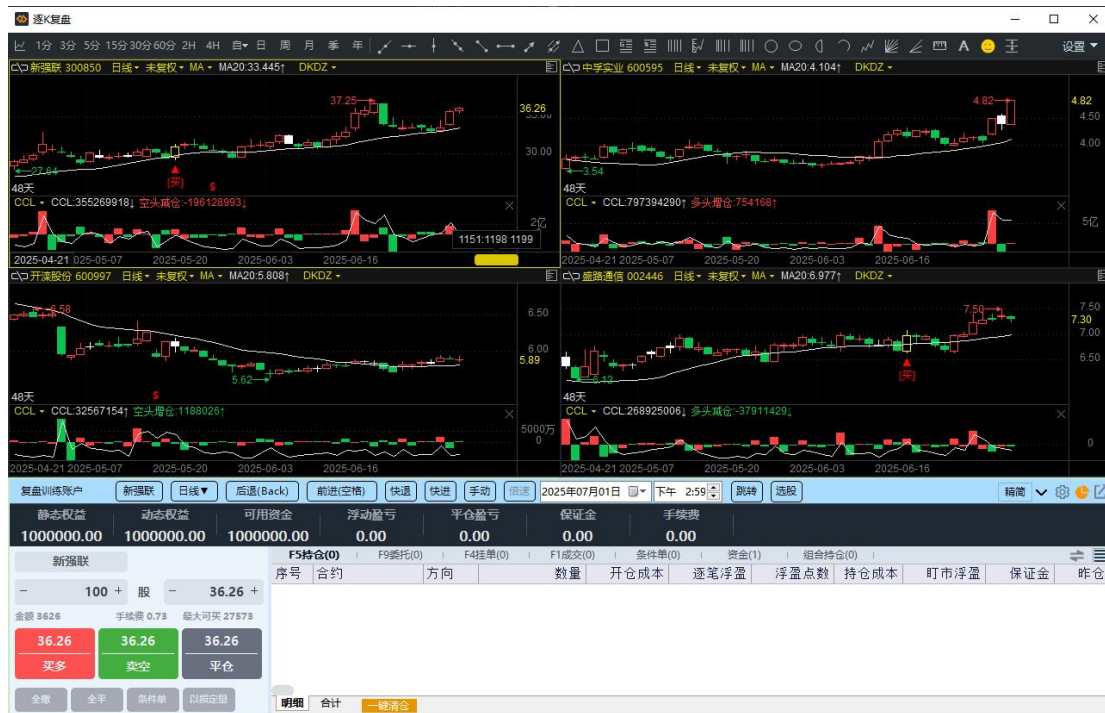 逐K复盘
1分 3分 5分 15分 30分 60分 2H 4H 自 日 周 月 季 年 A 王 设置
新强联 300850 日线 未复权 MA MA20:33.445↑ DKDZ
37.25
36.26
30.00
27.84
[买]
$
48天
CCL CCL:355269918↓ 空头减仓:-196128993↓
2亿
1151:1198 1199
2025-04-21 2025-05-07 2025-05-20 2025-06-03 2025-06-16
中孚实业 600595 日线 未复权 MA MA20:4.104↑ DKDZ
4.82
4.82
4.50
4.00
3.54
48天
CCL CCL:797394290↑ 多头增仓:754168↑
5亿
2025-04-21 2025-05-07 2025-05-20 2025-06-03 2025-06-16
开滦股份 600997 日线 未复权 MA MA20:5.808↑ DKDZ
6.58
6.50
6.00
5.89
5.62
$
48天
CCL CCL:32567154↑ 空头增仓:1188026↑
5000万
0
2025-04-21 2025-05-07 2025-05-20 2025-06-03 2025-06-16
盛路通信 002446 日线 未复权 MA MA20:6.977↑ DKDZ
7.50
7.50
7.30
7.00
6.50
6.12
[买]
48天
CCL CCL:268925006↓ 多头减仓:-37911429↓
0
2025-04-21 2025-05-07 2025-05-20 2025-06-03 2025-06-16
复盘训练账户 新强联 日线▼ 后退(Back) 前进(空格) 快退 快进 手动 倍速 2025年07月01日 下午 2:59 跳转 选股 精简
静态权益 动态权益 可用资金 浮动盈亏 平仓盈亏 保证金 手续费
1000000.00 1000000.00 1000000.00 0.00 0.00 0.00 0.00
新强联
F5持仓(0) F9委托(0) F4挂单(0) F1成交(0) 条件单(0) 资金(1) 组合持仓(0)
序号 合约 方向 数量 开仓成本 逐笔浮盈 浮盈点数 持仓成本 盯市浮盈 保证金 昨仓
- 100 + 股 - 36.26 +
金额 3626 手续费 0.73 最大可买 27573
36.26 36.26 36.26
买多 卖空 平仓
全撤 全平 条件单 以损定量
明细 合计 一键清仓